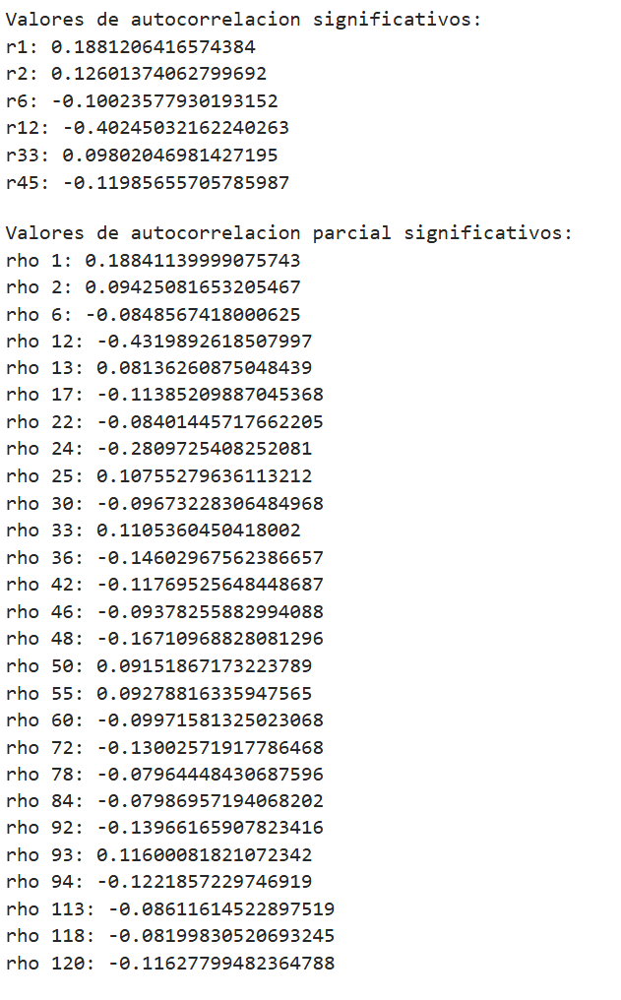 Valores de autocorrelacion significativos:
r1: 0.1881206416574384
r2: 0.12601374062799692
r6: -0.10023577930193152
r12: -0.40245032162240263
r33: 0.09802046981427195
r45: -0.11985655705785987
Valores de autocorrelacion parcial significativos:
rho 1: 0.18841139999075743
rho 2: 0.09425081653205467
rho 6: -0.0848567418000625
rho 12: -0.4319892618507997
rho 13: 0.08136260875048439
rho 17: -0.11385209887045368
rho 22: -0.08401445717662205
rho 24: -0.2809725408252081
rho 25: 0.10755279636113212
rho 30: -0.09673228306484968
rho 33: 0.1105360450418002
rho 36: -0.14602967562386657
rho 42: -0.11769525648448687
rho 46: -0.09378255882994088
rho 48: -0.16710968828081296
rho 50: 0.09151867173223789
rho 55: 0.09278816335947565
rho 60: -0.09971581325023068
rho 72: -0.13002571917786468
rho 78: -0.07964448430687596
rho 84: -0.07986957194068202
rho 92: -0.13966165907823416
rho 93: 0.11600081821072342
rho 94: -0.1221857229746919
rho 113: -0.08611614522897519
rho 118: -0.08199830520693245
rho 120: -0.11627799482364788